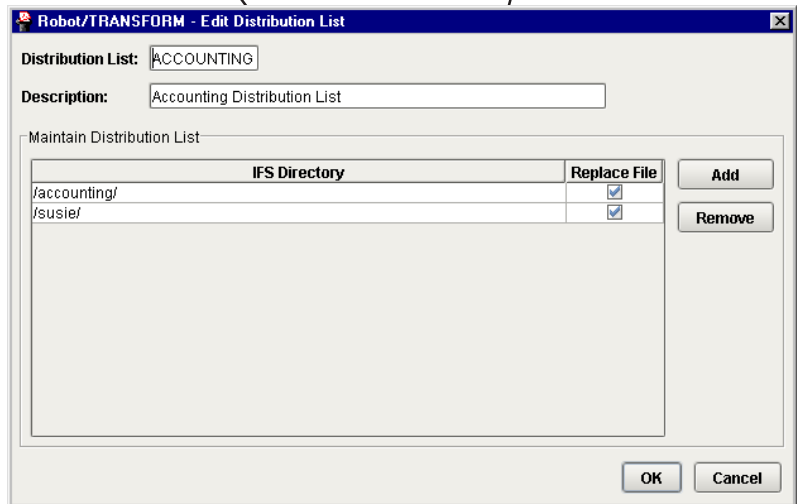 Robot/TRANSFORM - Edit Distribution List
Distribution List: ACCOUNTING
Description: Accounting Distribution List
Maintain Distribution List
IFS Directory Replace File
/accounting/
/susie/
Add
Remove
OK Cancel